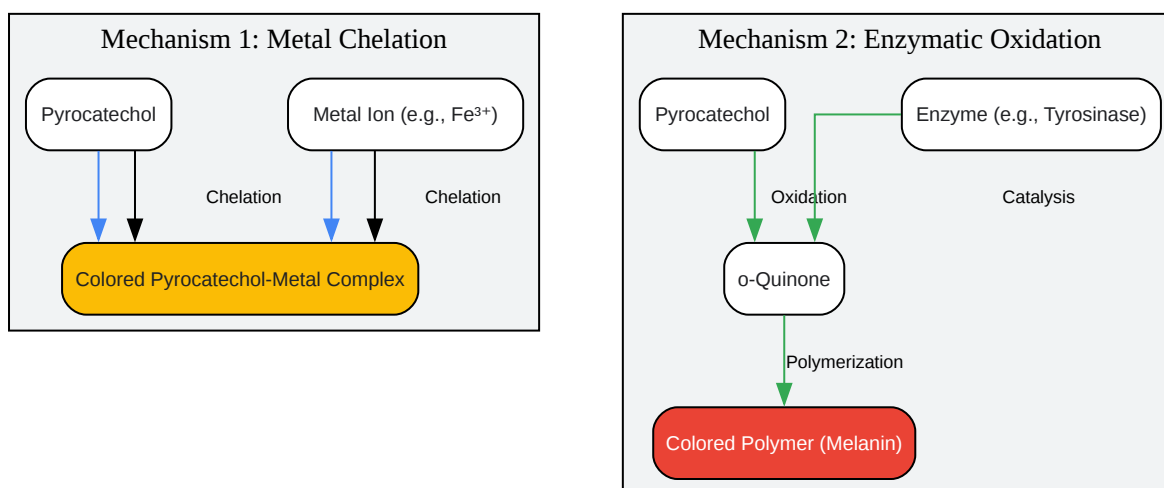 Mechanism 1: Metal Chelation
Pyrocatechol
Metal Ion (e.g., Fe³⁺)
Chelation
Chelation
Colored Pyrocatechol-Metal Complex
Mechanism 2: Enzymatic Oxidation
Pyrocatechol
Enzyme (e.g., Tyrosinase)
Oxidation
Catalysis
o-Quinone
Polymerization
Colored Polymer (Melanin)